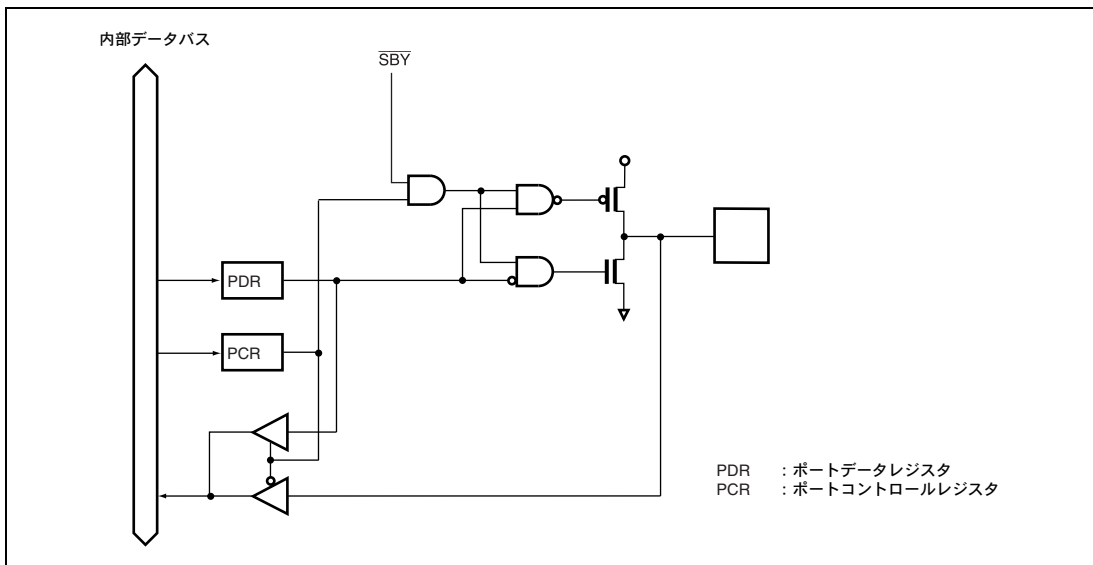 内部データバス
SBY
PDR
PCR
PDR : ポートデータレジスタ
PCR : ポートコントロールレジスタ